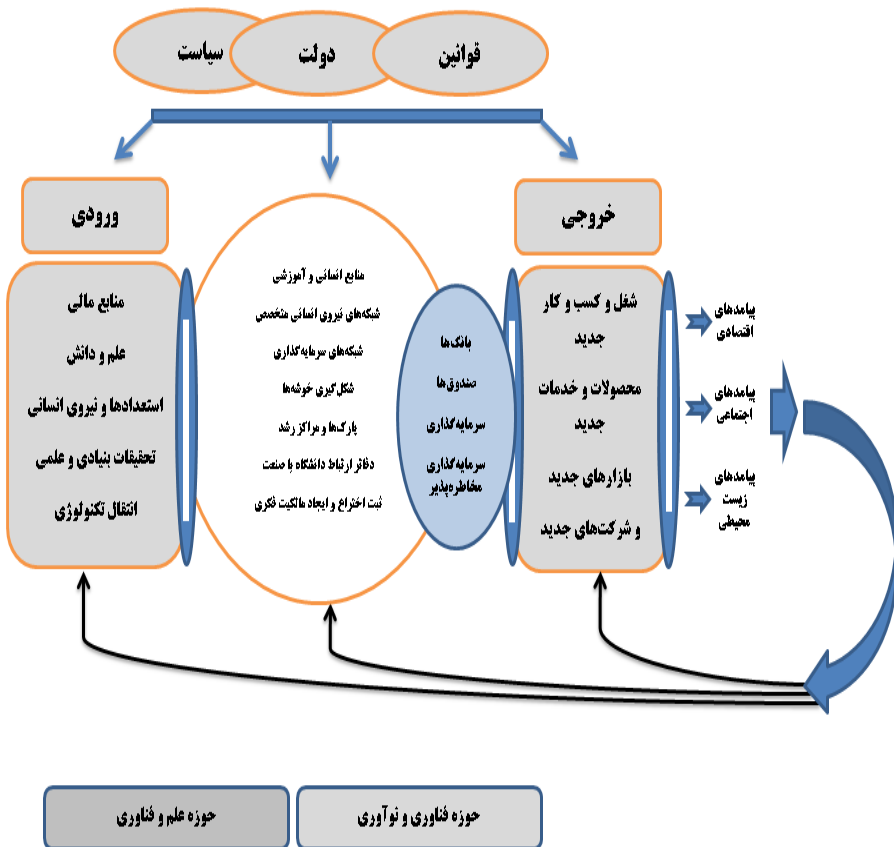 قوانین
دولت
سیاست
خروجی
ورودی
منابع مالی
علم و دانش
استعدادها و نیروی انسانی
تحقیقات بنیادی و علمی
انتقال تکنولوژی
منابع انسانی و آموزشی
شبکه‌های نیروی انسانی متخصص
شبکه‌های سرمایه‌گذاری
شکل‌گیری خوشه‌ها
پارک‌ها و مراکز رشد
دفاتر ارتباط دانشگاه با صنعت
ثبت اختراع و ایجاد مالکیت فکری
بانک‌ها
صندوق‌ها
سرمایه‌گذاری
سرمایه‌گذاری
مخاطره‌پذیر
شغل و کسب و کار
جدید
محصولات و خدمات
جدید
بازارهای جدید
و شرکت‌های جدید
پیامدهای
اقتصادی
پیامدهای
اجتماعی
پیامدهای
زیست
محیطی
حوزه فناوری و نوآوری
حوزه علم و فناوری